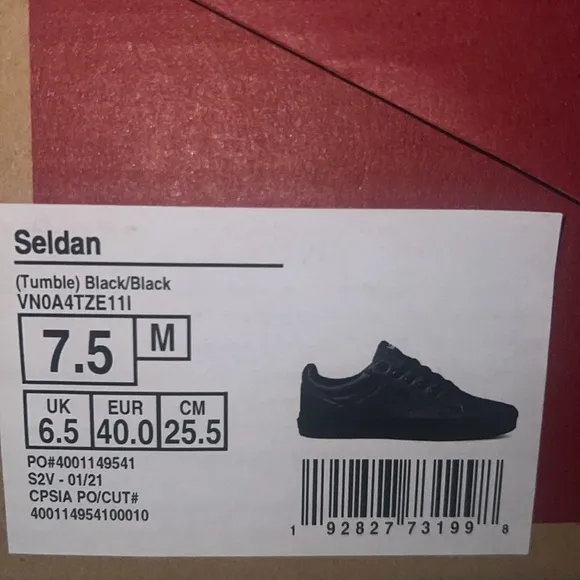 Seldan
(Tumble) Black/Black
VN0A4TZE11I
7.5 M
UK EUR CM
6.5 40.0 25.5
PO#4001149541
S2V - 01/21
CPSIA PO/CUT#
400114954100010
1 92827 73199 8